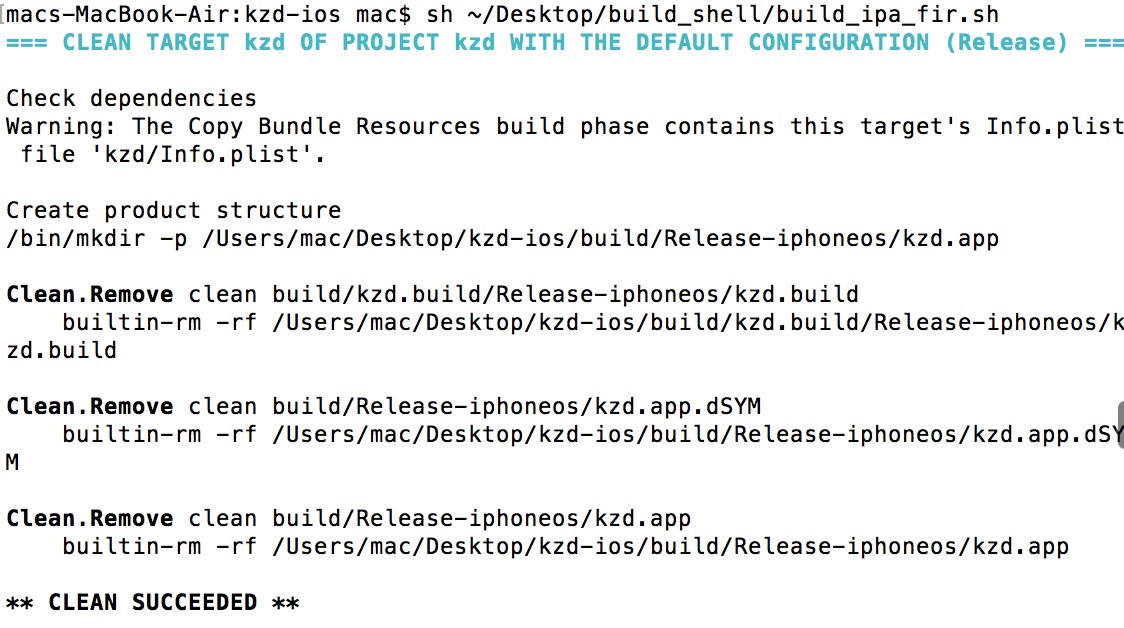 macs-MacBook-Air:kzd-ios mac$ sh ~/Desktop/build_shell/build_ipa_fir.sh
=== CLEAN TARGET kzd OF PROJECT kzd WITH THE DEFAULT CONFIGURATION (Release) ===
Check dependencies
Warning: The Copy Bundle Resources build phase contains this target's Info.plist
 file 'kzd/Info.plist'.
Create product structure
/bin/mkdir -p /Users/mac/Desktop/kzd-ios/build/Release-iphoneos/kzd.app
Clean.Remove clean build/kzd.build/Release-iphoneos/kzd.build
    builtin-rm -rf /Users/mac/Desktop/kzd-ios/build/kzd.build/Release-iphoneos/k
zd.build
Clean.Remove clean build/Release-iphoneos/kzd.app.dSYM
    builtin-rm -rf /Users/mac/Desktop/kzd-ios/build/Release-iphoneos/kzd.app.dSY
M
Clean.Remove clean build/Release-iphoneos/kzd.app
    builtin-rm -rf /Users/mac/Desktop/kzd-ios/build/Release-iphoneos/kzd.app
** CLEAN SUCCEEDED **